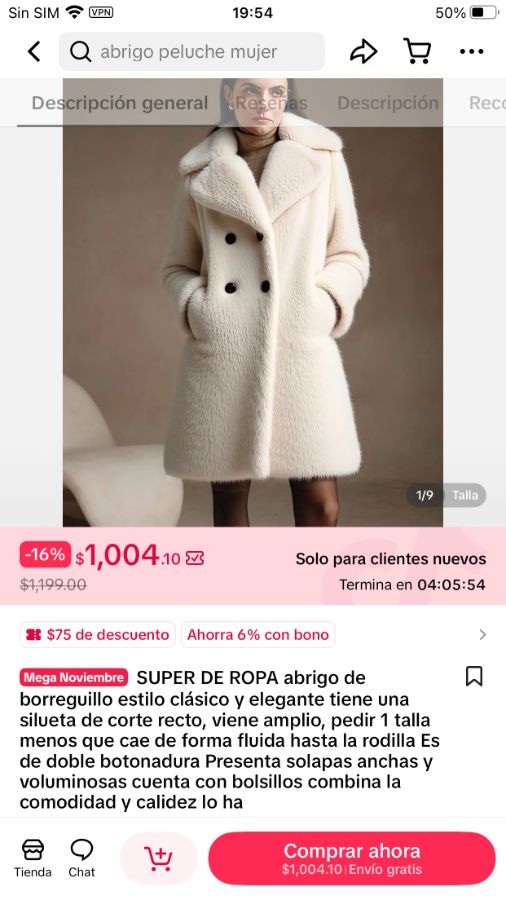 Sin SIM VPN 19:54 50%
abrigo peluche mujer
Descripción general Reseñas Descripción Reco
1/9 Talla
-16% $1,004.10 Solo para clientes nuevos
$1,199.00 Termina en 04:05:54
$75 de descuento Ahorra 6% con bono
Mega Noviembre SUPER DE ROPA abrigo de
borreguillo estilo clásico y elegante tiene una
silueta de corte recto, viene amplio, pedir 1 talla
menos que cae de forma fluida hasta la rodilla Es
de doble botonadura Presenta solapas anchas y
voluminosas cuenta con bolsillos combina la
comodidad y calidez lo ha
Tienda Chat Comprar ahora
$1,004.10 | Envío gratis